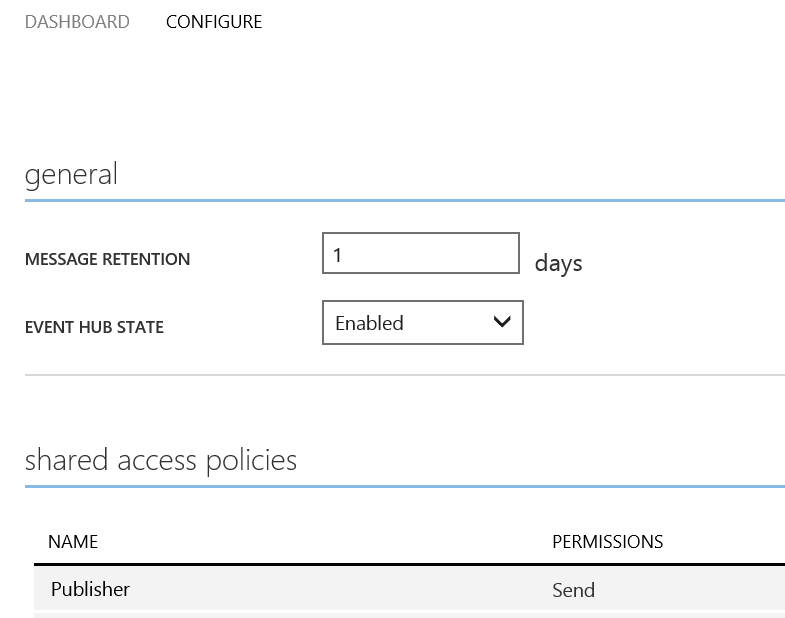 DASHBOARD CONFIGURE
general
MESSAGE RETENTION 1 days
EVENT HUB STATE Enabled
shared access policies
NAME PERMISSIONS
Publisher Send